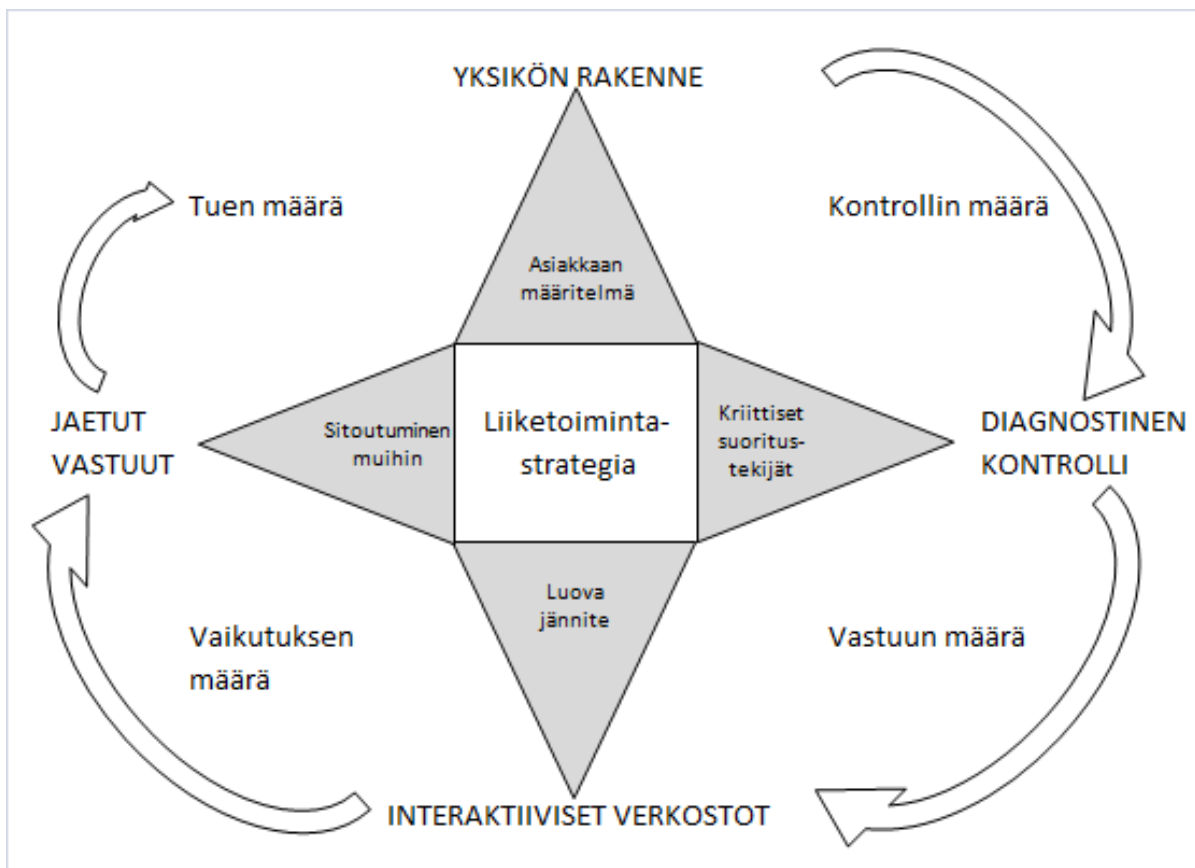 YKSIKÖN RAKENNE
Tuen määrä
Kontrollin määrä
Asiakkaan
määritelmä
JAETUT
VASTUUT
Sitoutuminen
muihin
Liiketoiminta-
strategia
Kriittiset
suoritus-
tekijät
DIAGNOSTINEN
KONTROLLI
Luova
jännite
Vaikutuksen
määrä
Vastuun määrä
INTERAKTIIVISET VERKOSTOT